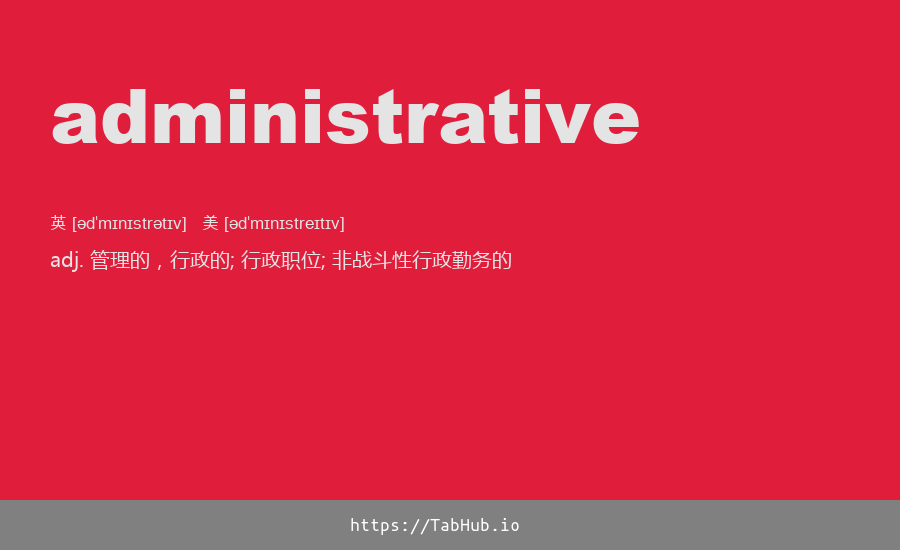 administrative
英 [ədˈmɪnɪstrətɪv] 美 [ədˈmɪnɪstreɪtɪv]
adj. 管理的，行政的; 行政职位; 非战斗性行政勤务的
https://TabHub.io